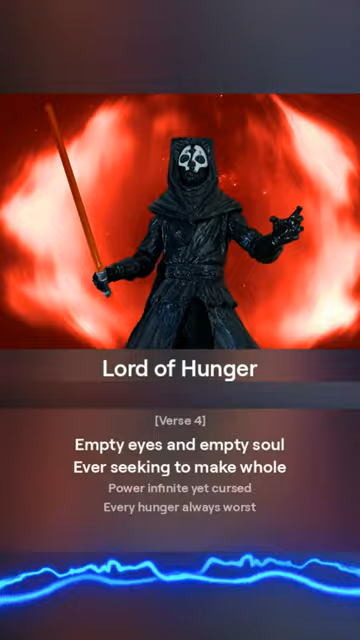 Lord of Hunger
[Verse 4]
Empty eyes and empty soul
Ever seeking to make whole
Power infinite yet cursed
Every hunger always worst